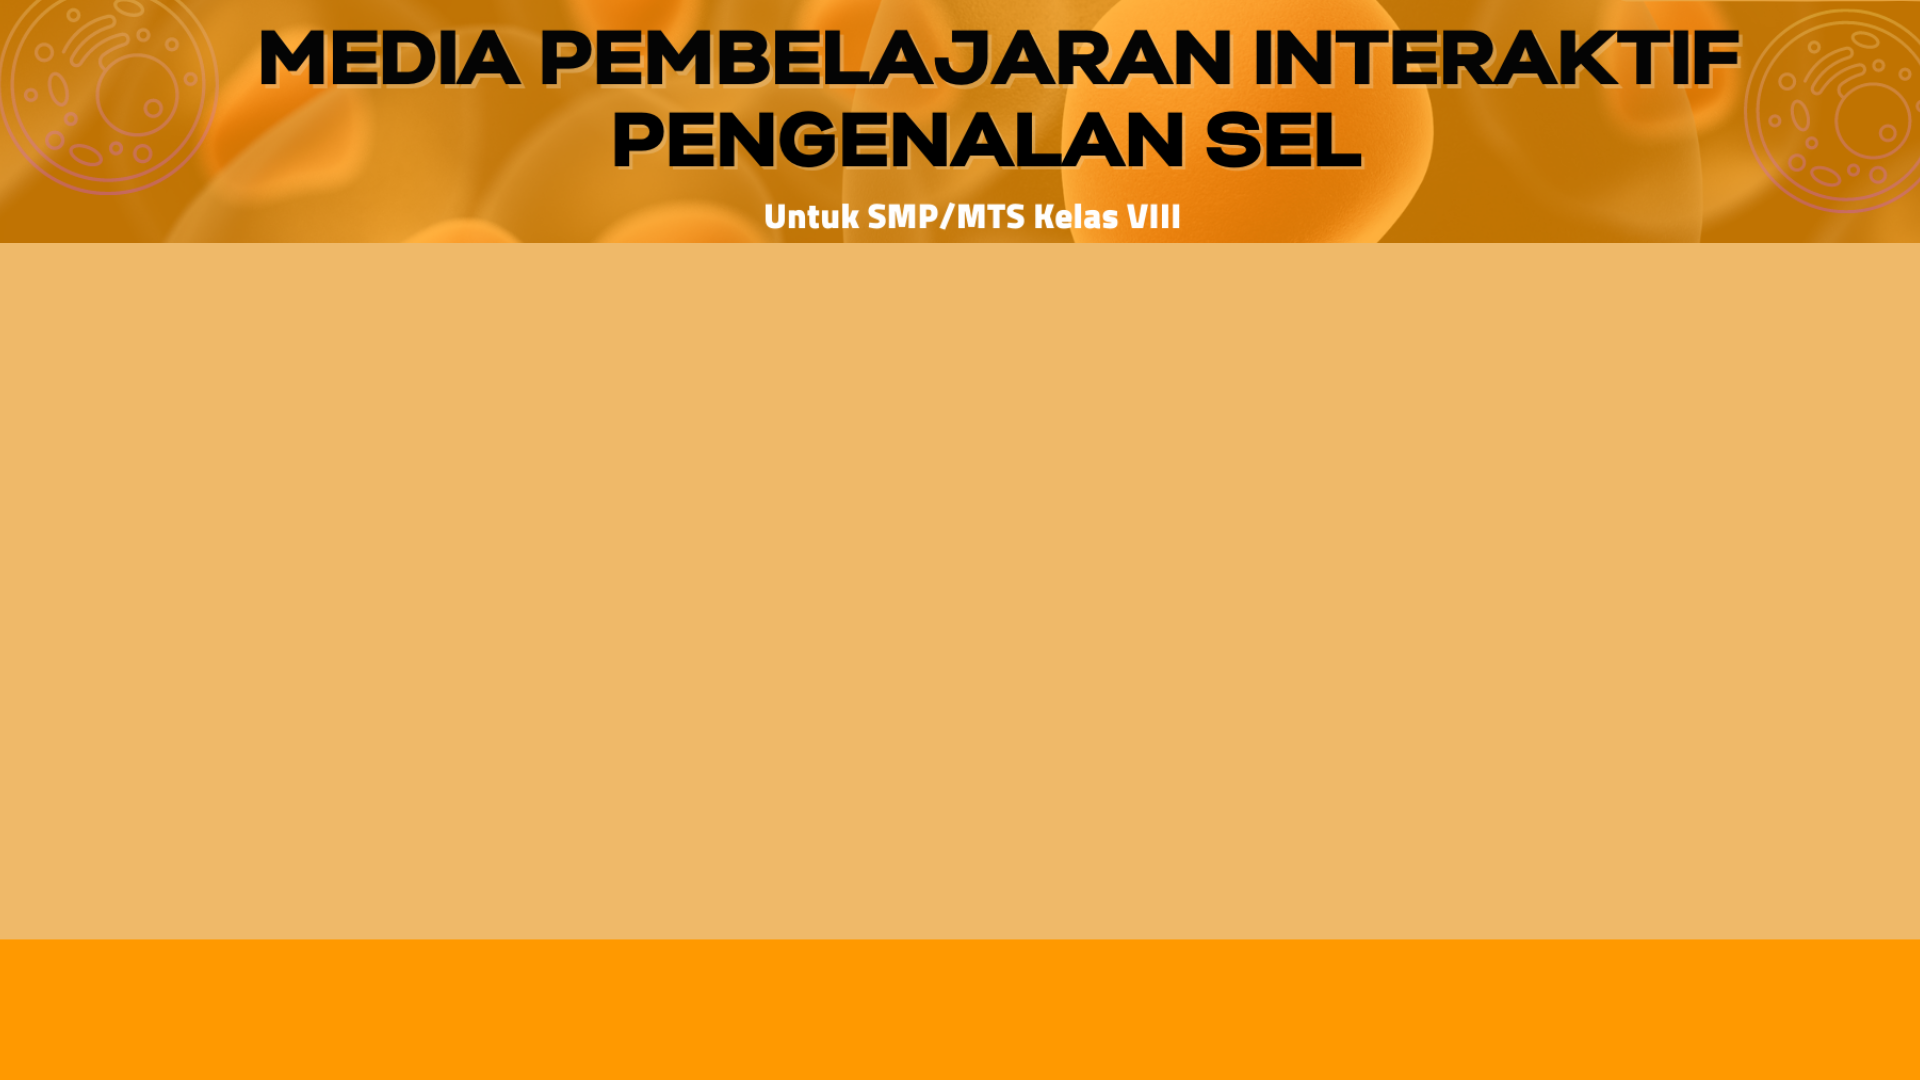 MEDIA PEMBELAJARAN INTERAKTIF
PENGENALAN SEL
Untuk SMP/MTS Kelas VIII